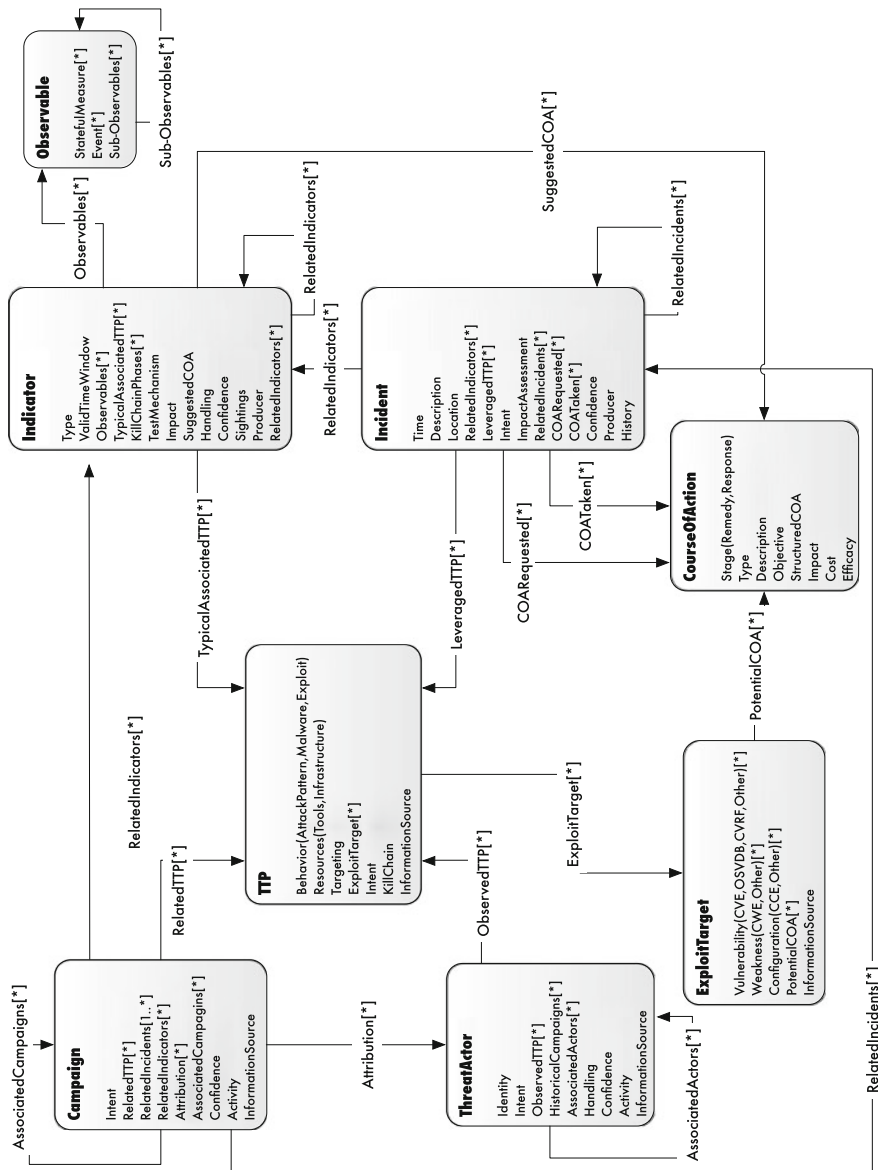 Observable
StatefulMeasure[*]
Event[*]
Sub-Observables[*]
Sub-Observables[*]
Observables[*]
Indicator
Type
ValidTimeWindow
Observables[*]
TypicalAssociatedTTP[*]
KillChainPhases[*]
TestMechanism
Impact
SuggestedCOA
Handling
Confidence
Sightings
Producer
RelatedIndicators[*]
RelatedIndicators[*]
SuggestedCOA[*]
RelatedIndicators[*]
Incident
Time
Description
Location
RelatedIndicators[*]
LeveragedTTP[*]
Intent
ImpactAssessment
RelatedIncidents[*]
COARequested[*]
COATaken[*]
Confidence
Producer
History
RelatedIncidents[*]
TypicalAssociatedTTP[*]
LeveragedTTP[*]
COARequested[*]
COATaken[*]
CourseOfAction
Stage(Remedy,Response)
Type
Description
Objective
StructuredCOA
Impact
Cost
Efficacy
TTP
Behavior(AttackPattern,Malware,Exploit)
Resources(Tools,Infrastructure)
Targeting
ExploitTarget[*]
Intent
KillChain
InformationSource
PotentialCOA[*]
RelatedIndicators[*]
RelatedTTP[*]
ObservedTTP[*]
ExploitTarget[*]
ExploitTarget
Vulnerability(CVE,OSVDB,CVRF,Other)[*]
Weakness(CWE,Other)[*]
Configuration(CCE,Other)[*]
PotentialCOA[*]
InformationSource
AssociatedCampaigns[*]
Campaign
Intent
RelatedTTP[*]
RelatedIncidents[1..*]
RelatedIndicators[*]
Attribution[*]
AssociatedCampagins[*]
Confidence
Activity
InformationSource
Attribution[*]
ThreatActor
Identity
Intent
ObservedTTP[*]
HistoricalCampaigns[*]
AssociatedActors[*]
Handling
Confidence
Activity
InformationSource
AssociatedActors[*]
RelatedIncidents[*]